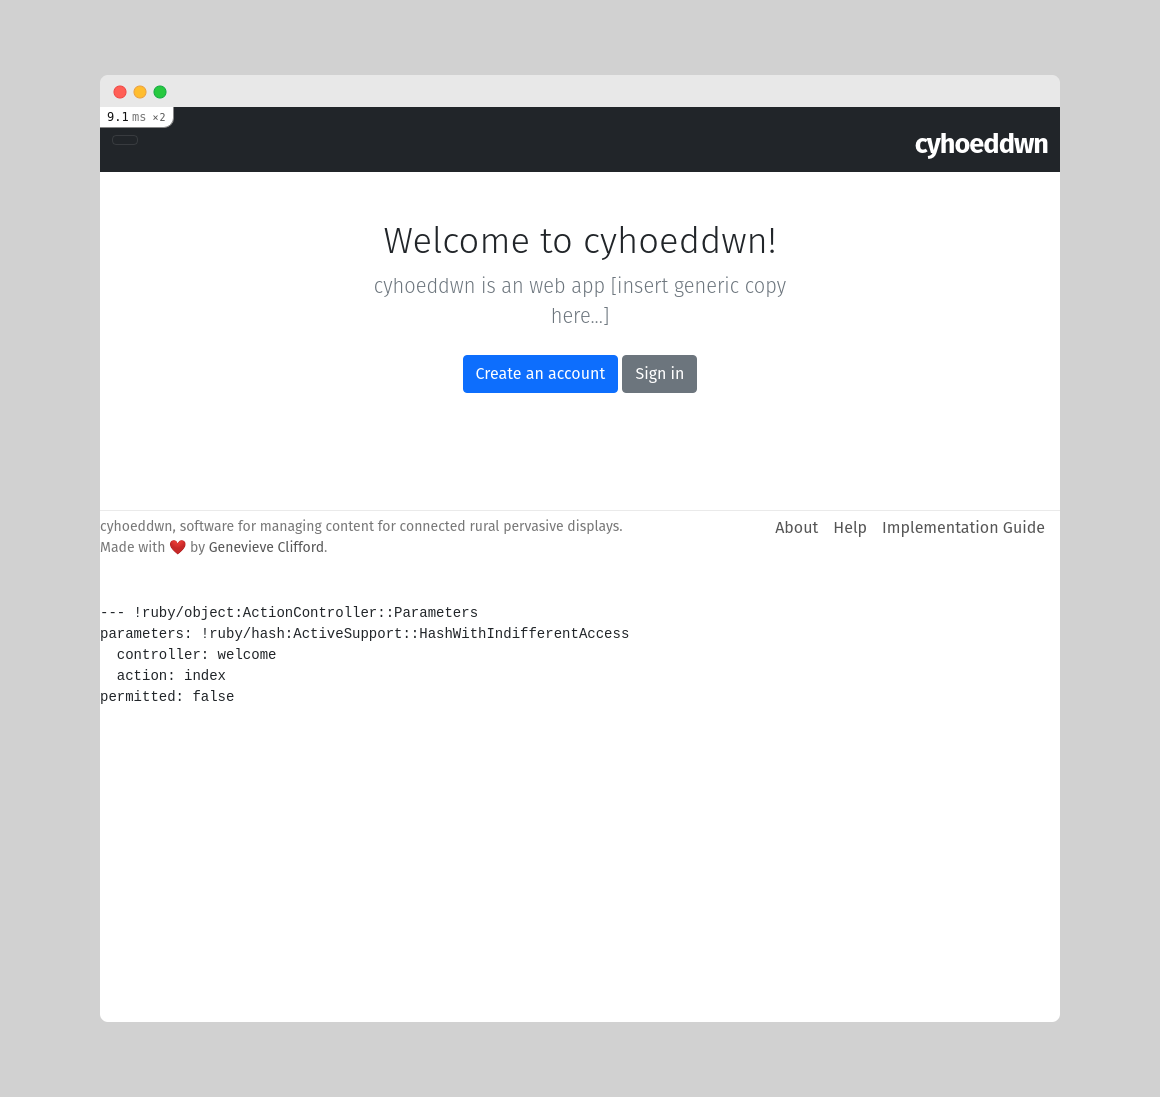 9.1 ms ×2
cyhoeddwn
Welcome to cyhoeddwn!
cyhoeddwn is an web app [insert generic copy
here...]
Create an account Sign in
cyhoeddwn, software for managing content for connected rural pervasive displays.
Made with ❤️ by Genevieve Clifford.
About Help Implementation Guide
--- !ruby/object:ActionController::Parameters
parameters: !ruby/hash:ActiveSupport::HashWithIndifferentAccess
  controller: welcome
  action: index
permitted: false